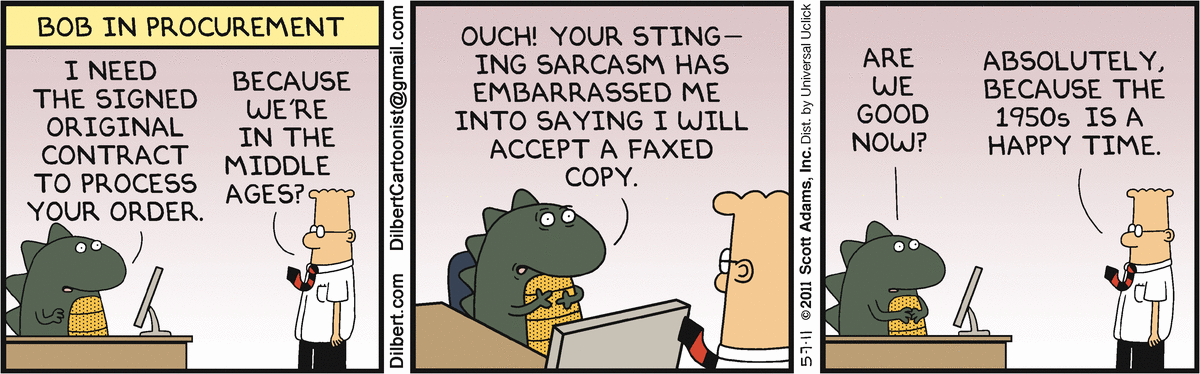 BOB IN PROCUREMENT
I NEED
THE SIGNED
ORIGINAL
CONTRACT
TO PROCESS
YOUR ORDER.
BECAUSE
WE'RE
IN THE
MIDDLE
AGES?
Dilbert.com DilbertCartoonist@gmail.com
OUCH! YOUR STING–
ING SARCASM HAS
EMBARRASSED ME
INTO SAYING I WILL
ACCEPT A FAXED
COPY.
5-7-11 ©2011 Scott Adams, Inc. Dist. by Universal Uclick
ARE
WE
GOOD
NOW?
ABSOLUTELY,
BECAUSE THE
1950s IS A
HAPPY TIME.